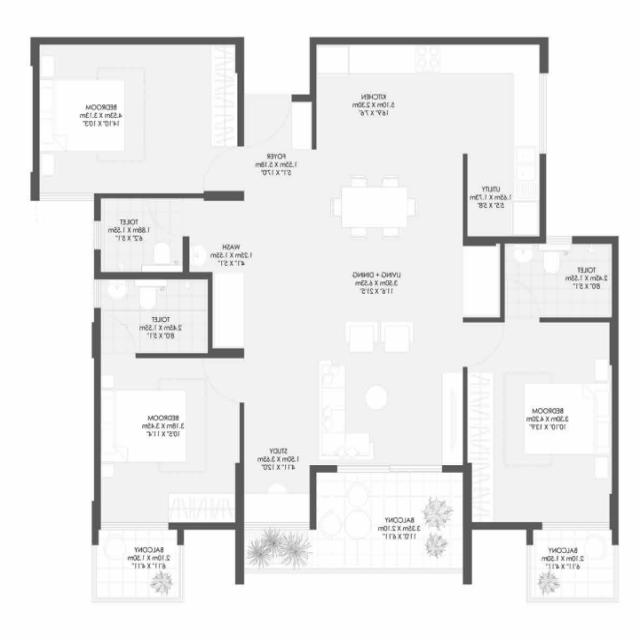 BEDROOM
4.53m X 3.13m
14'10" X 10'3"
KITCHEN
5.10m X 2.30m
16'9" X 7'6"
FOYER
1.55m X 5.18m
5'1" X 17'0"
UTILITY
1.65m X 1.73m
5'5" X 5'8"
TOILET
1.88m X 1.55m
6'2" X 5'1"
WASH
1.25m X 1.55m
4'1" X 5'1"
LIVING + DINING
3.50m X 6.53m
11'6" X 21'5"
TOILET
2.45m X 1.55m
8'0" X 5'1"
TOILET
2.45m X 1.55m
8'0" X 5'1"
BEDROOM
3.18m X 3.45m
10'5" X 11'4"
BEDROOM
3.30m X 4.20m
10'10" X 13'9"
STUDY
1.50m X 3.65m
4'11" X 12'0"
BALCONY
3.35m X 2.10m
11'0" X 6'11"
BALCONY
2.10m X 1.50m
6'11" X 4'11"
BALCONY
2.10m X 1.50m
6'11" X 4'11"